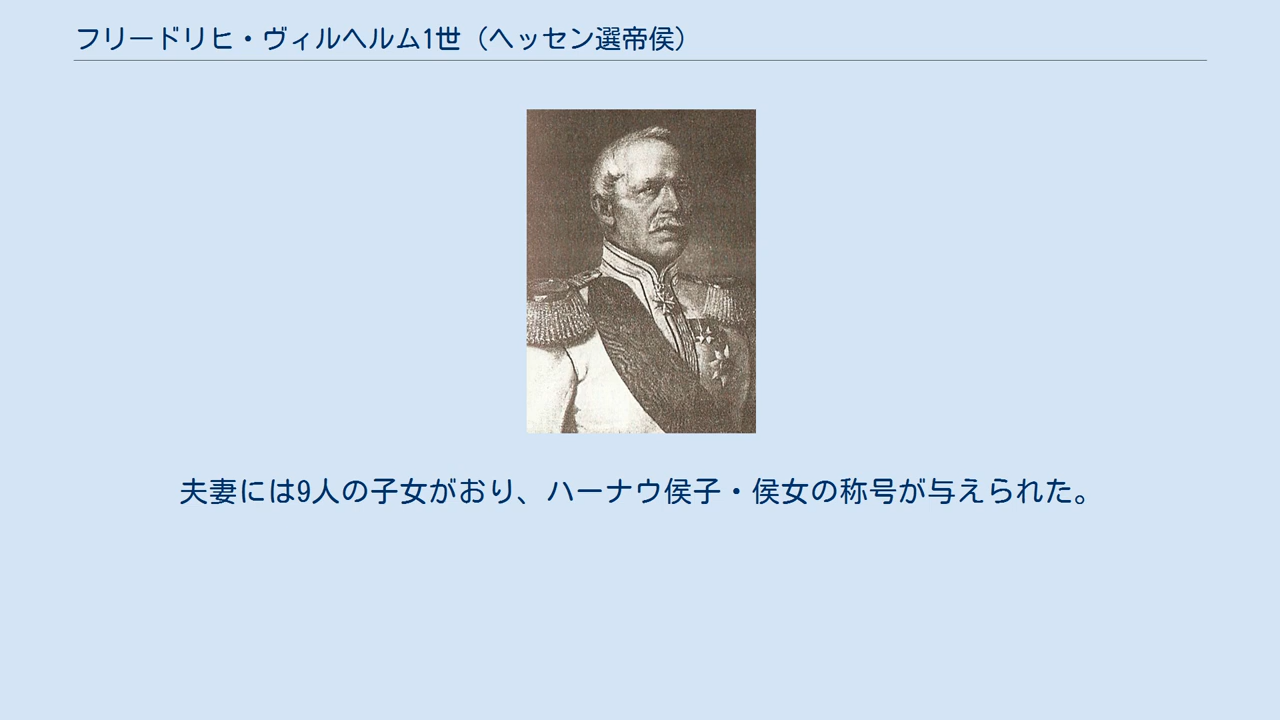 フリードリヒ・ヴィルヘルム1世（ヘッセン選帝侯）
夫妻には9人の子女がおり、ハーナウ侯子・侯女の称号が与えられた。